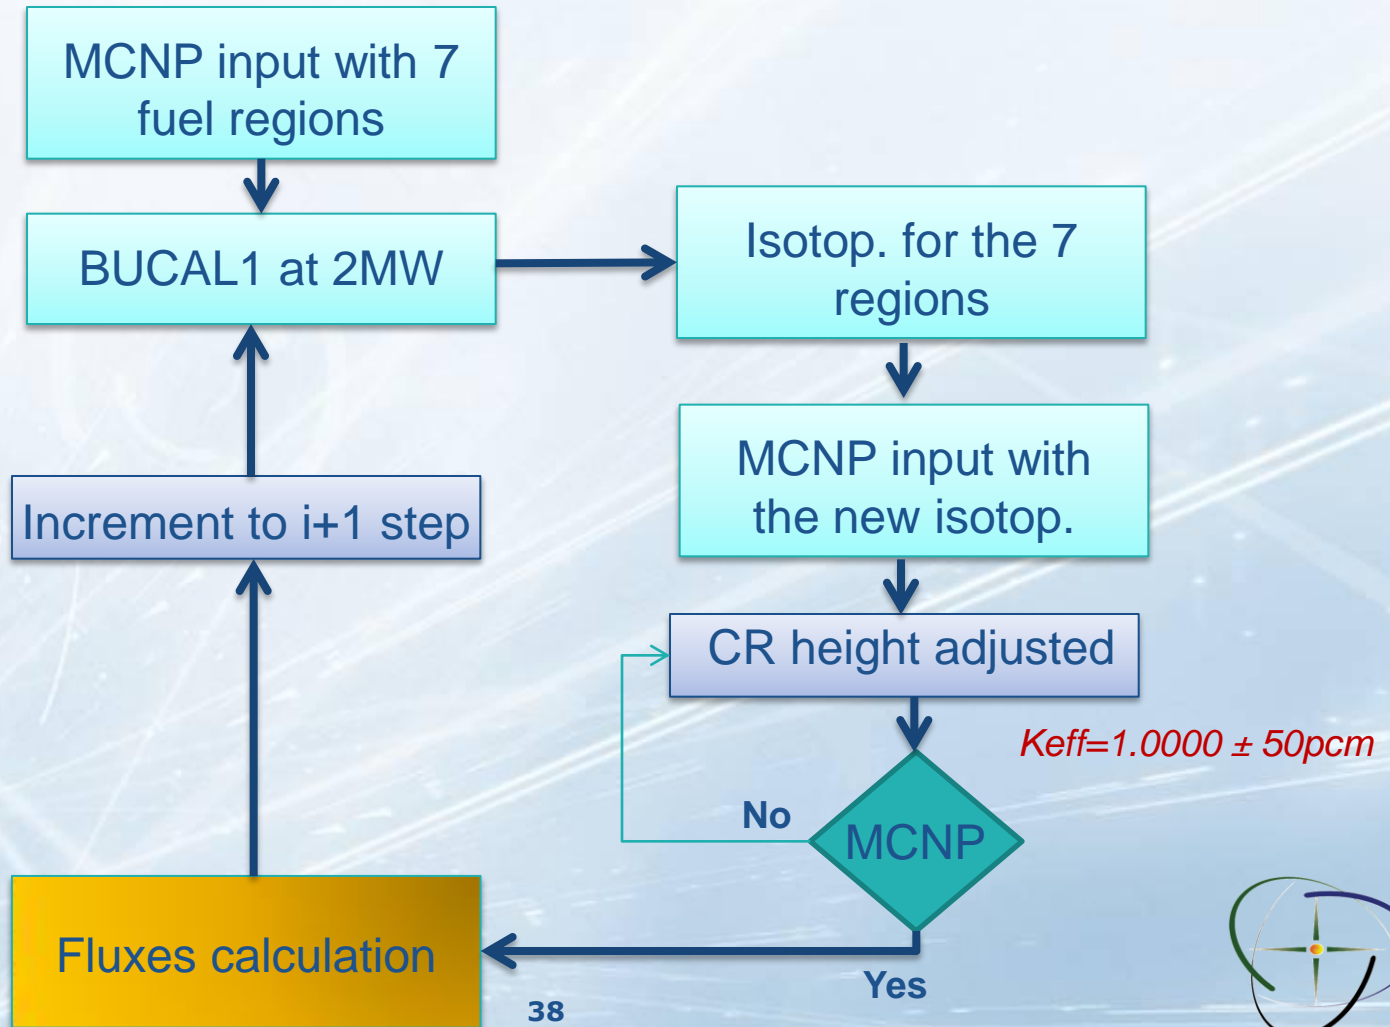 MCNP input with 7
fuel regions
BUCAL1 at 2MW
Isotop. for the 7
regions
MCNP input with
the new isotop.
Increment to i+1 step
CR height adjusted
Keff=1.0000 ± 50pcm
No
MCNP
Fluxes calculation
Yes
38